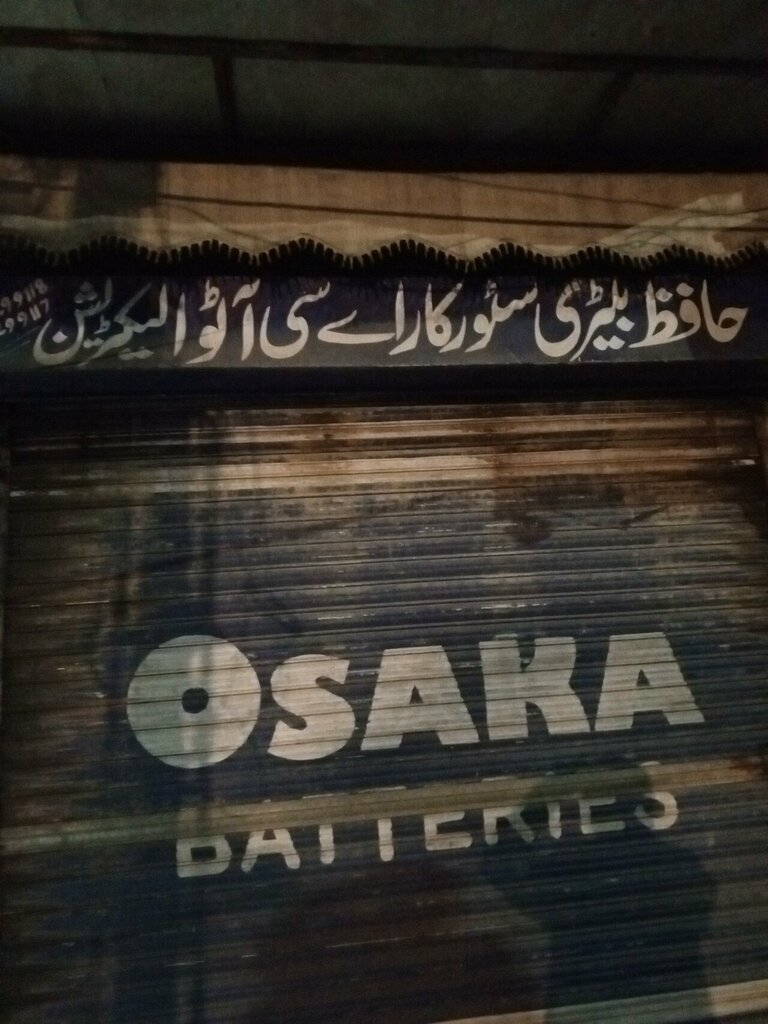 حافظ بیٹری سٹور کار اے سی آٹو الیکٹریشن
OSAKA
BATTERIES